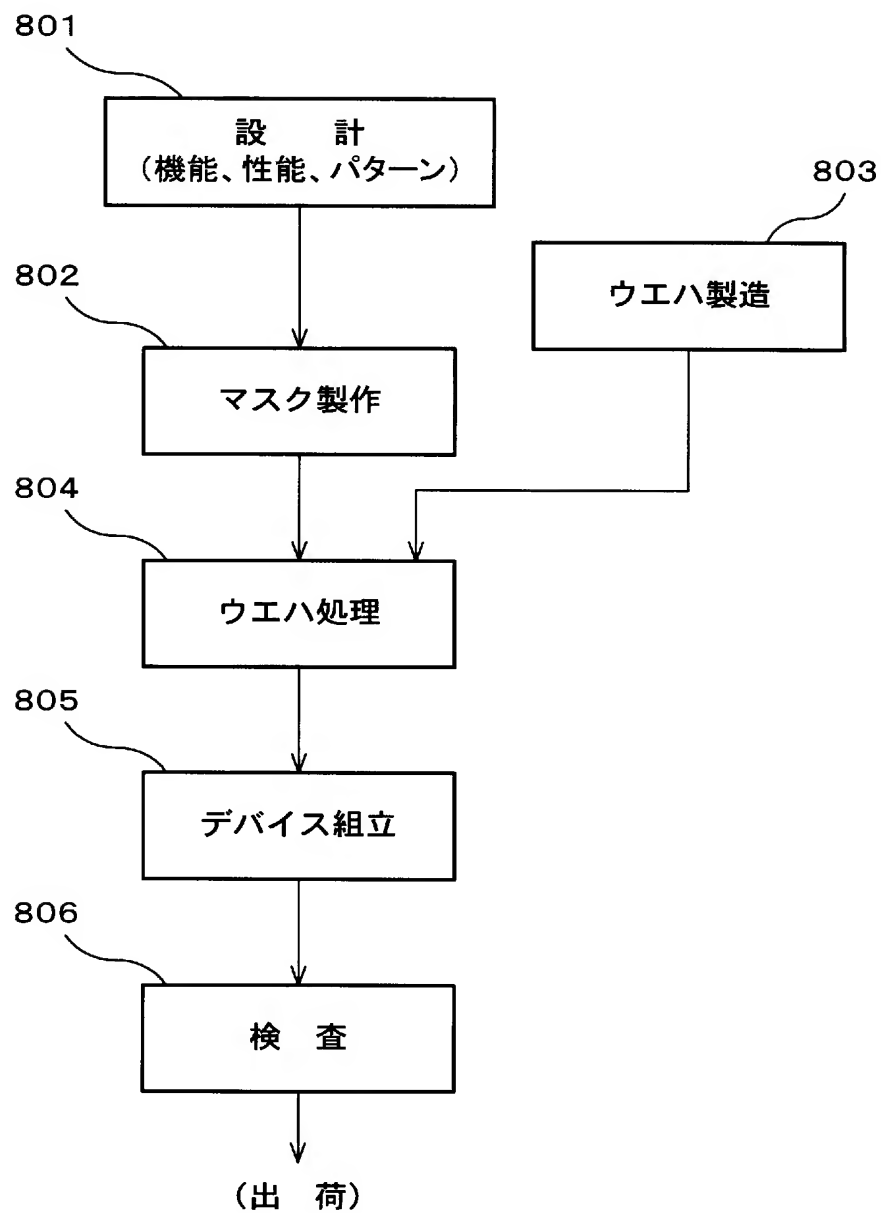 801
設 計
(機能、性能、パターン)
803
ウエハ製造
802
マスク製作
804
ウエハ処理
805
デバイス組立
806
検 査
(出 荷)